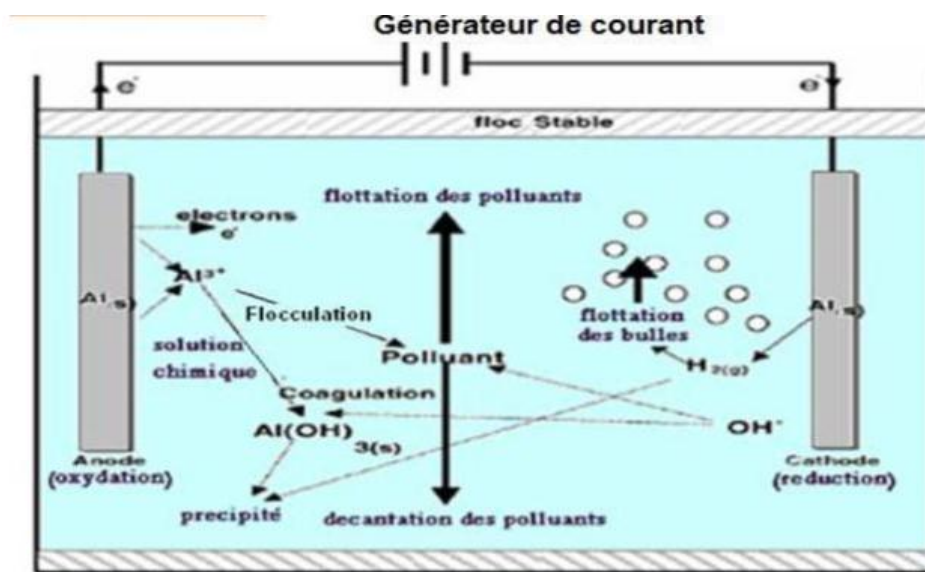 Générateur de courant
e⁻
e⁻
floc Stable
flottation des polluants
electrons
e⁻
Al³⁺
Al(s)
Flocculation
solution
chimique
Polluant
flottation
des bulles
Al(s)
H2(g)
Coagulation
Al(OH)
3(s)
OH⁻
Anode
(oxydation)
Cathode
(reduction)
precipité
decantation des polluants